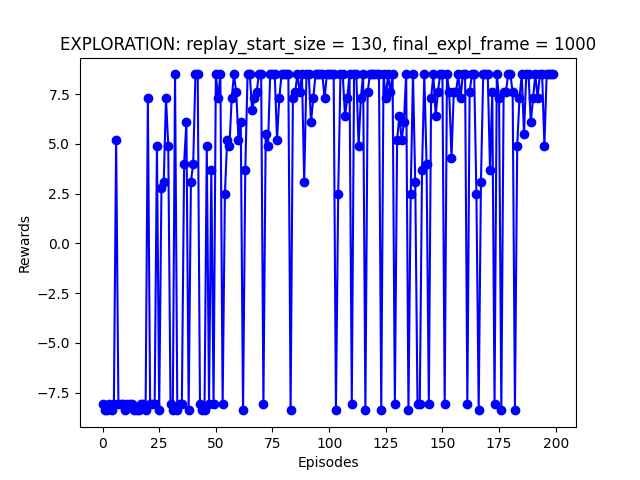 EXPLORATION: replay_start_size = 130, final_expl_frame = 1000
7.5
5.0
2.5
0.0
−2.5
−5.0
−7.5
Rewards
0 25 50 75 100 125 150 175 200
Episodes